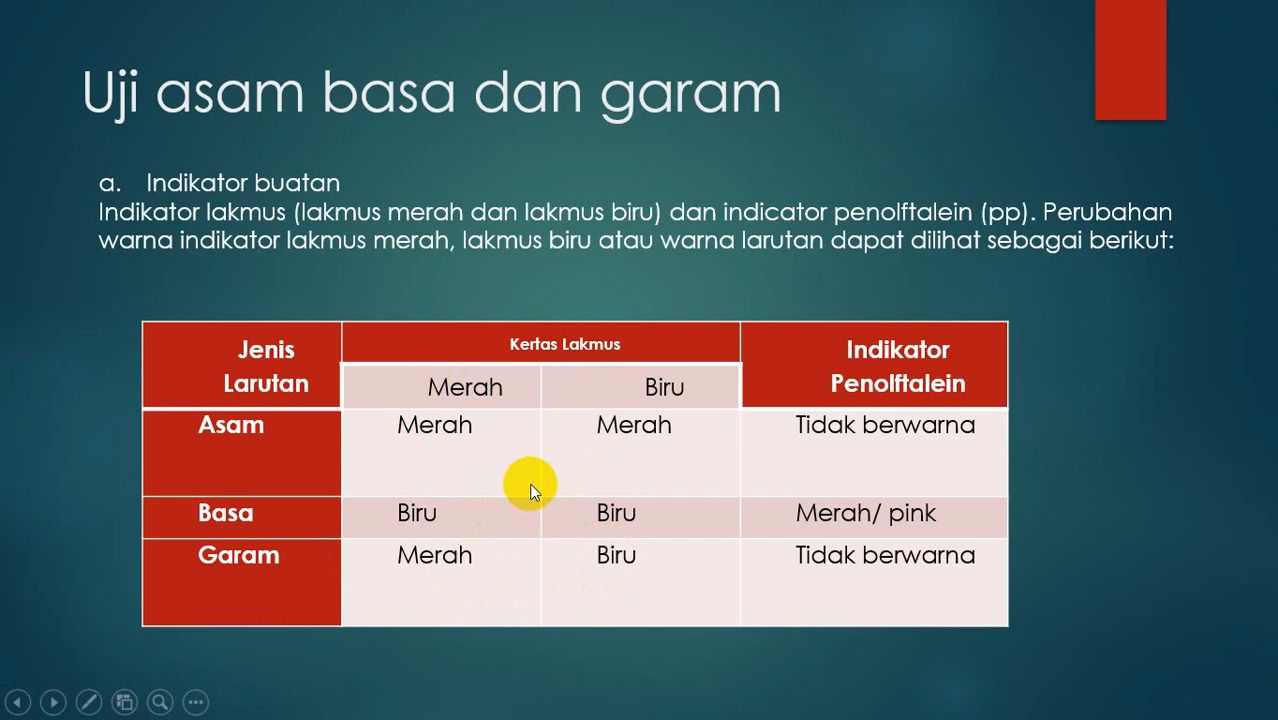 Uji asam basa dan garam
a. Indikator buatan
Indikator lakmus (lakmus merah dan lakmus biru) dan indicator penolftalein (pp). Perubahan
warna indikator lakmus merah, lakmus biru atau warna larutan dapat dilihat sebagai berikut:
Jenis
Larutan
Kertas Lakmus
Indikator
Penolftalein
Merah
Biru
Asam
Merah
Merah
Tidak berwarna
Basa
Biru
Biru
Merah/ pink
Garam
Merah
Biru
Tidak berwarna